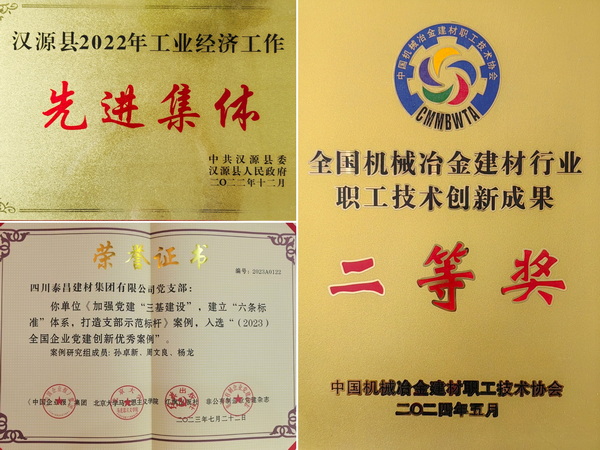 汉源县2022年工业经济工作
先进集体
中共汉源县委
汉源县人民政府
二〇二二年十二月
荣誉证书
编号：2023A0122
四川泰昌建材集团有限公司党支部：
你单位《加强党建“三基建设”，建立“六条标
准”体系，打造支部示范标杆》案例，入选“(2023)
全国企业党建创新优秀案例”。
案例研究组成员：孙卓新、周文良、杨龙
二〇二三年七月二十二日
中国机械冶金建材职工技术协会
CMMBWTA
全国机械冶金建材行业
职工技术创新成果
二等奖
中国机械冶金建材职工技术协会
二〇二四年五月